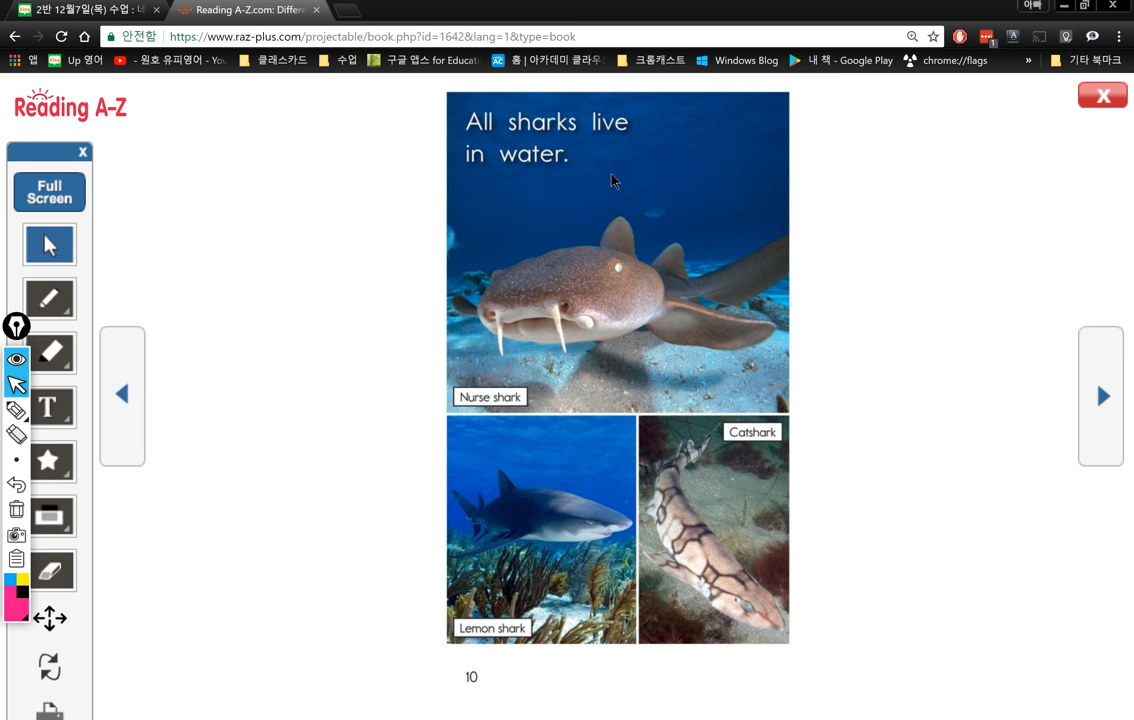 2반 12월7일(목) 수업 : 네
Reading A-Z.com: Differe
아빠
안전함
https://www.raz-plus.com/projectable/book.php?id=1642&lang=1&type=book
앱
Up 영어
- 원호 유피영어 - You
클래스카드
수업
구글 앱스 for Educati
홈 | 아카데미 클라우
크롬캐스트
Windows Blog
내 책 - Google Play
chrome://flags
»
기타 북마크
Reading A-Z
X
x
Full
Screen
T
All sharks live
in water.
Nurse shark
Catshark
Lemon shark
10